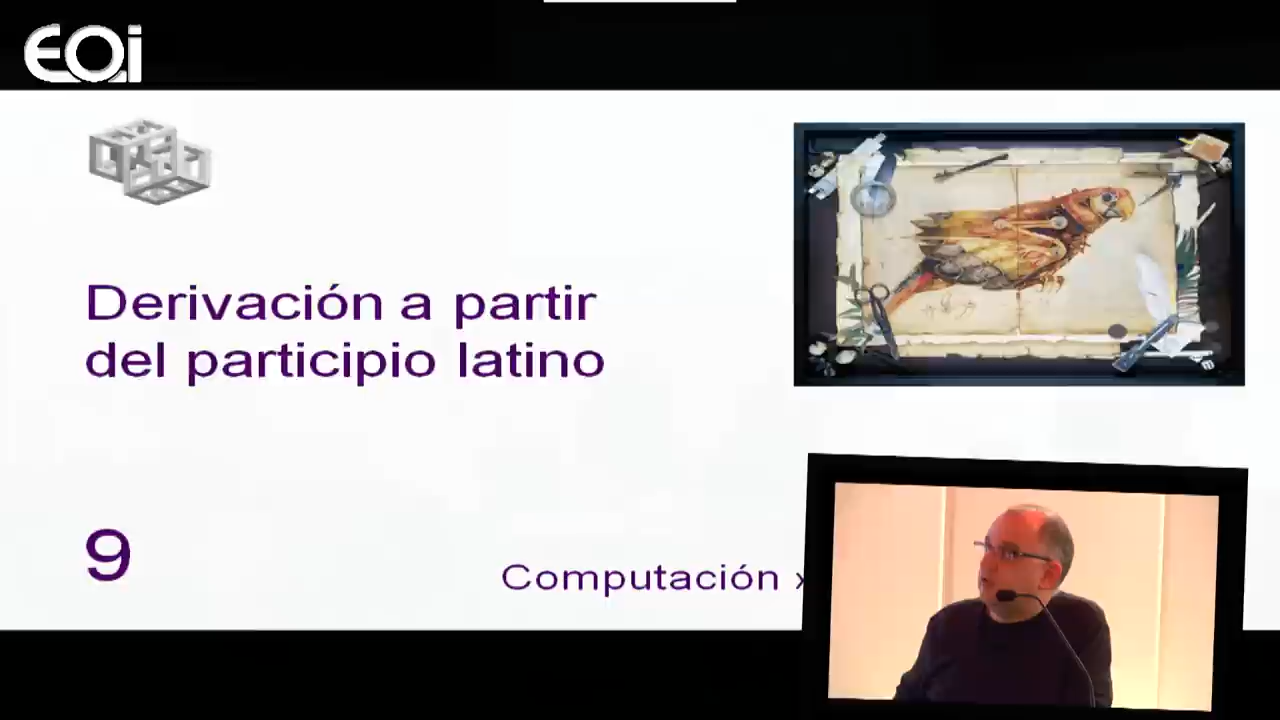 EOi
Derivación a partir
del participio latino
9
Computación »